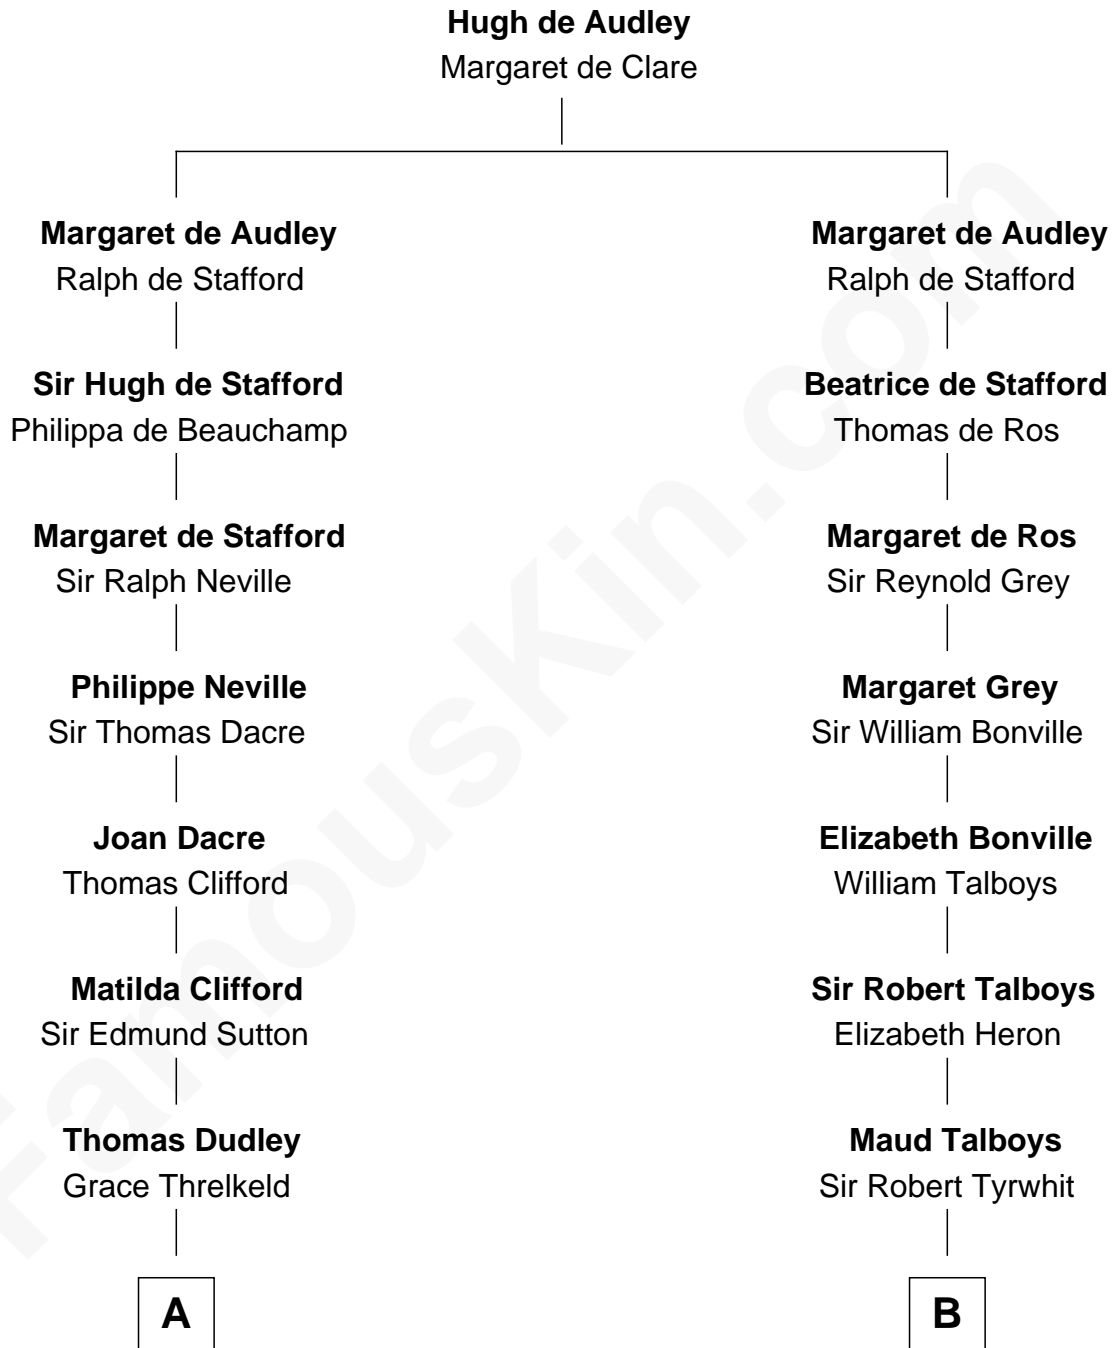 Hugh de Audley
Margaret de Clare
Margaret de Audley
Ralph de Stafford
Sir Hugh de Stafford
Philippa de Beauchamp
Margaret de Stafford
Sir Ralph Neville
Philippe Neville
Sir Thomas Dacre
Joan Dacre
Thomas Clifford
Matilda Clifford
Sir Edmund Sutton
Thomas Dudley
Grace Threlkeld
A
Margaret de Audley
Ralph de Stafford
Beatrice de Stafford
Thomas de Ros
Margaret de Ros
Sir Reynold Grey
Margaret Grey
Sir William Bonville
Elizabeth Bonville
William Talboys
Sir Robert Talboys
Elizabeth Heron
Maud Talboys
Sir Robert Tyrwhit
B
FamousKin.com